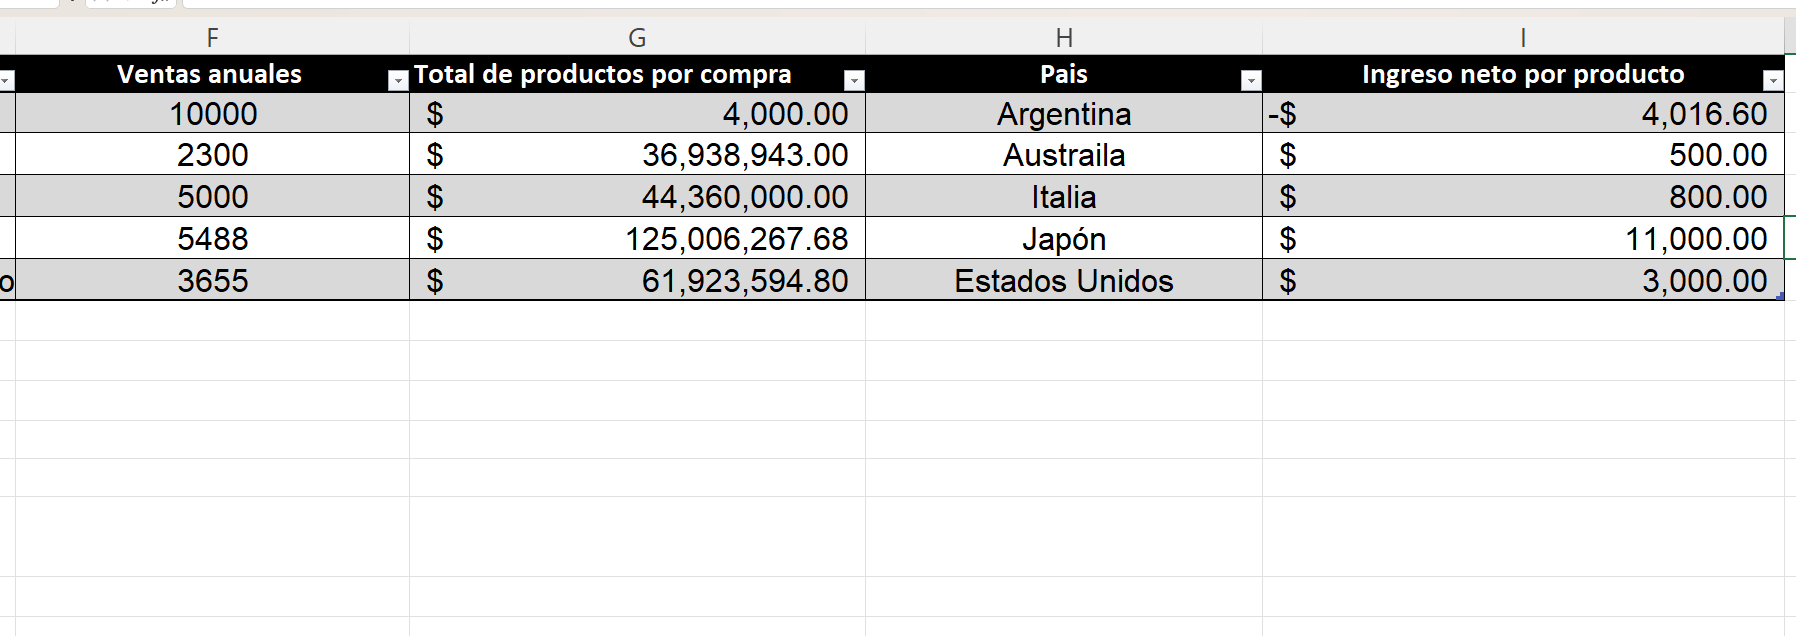 F G H I
Ventas anuales Total de productos por compra Pais Ingreso neto por producto
10000 $ 4,000.00 Argentina -$ 4,016.60
2300 $ 36,938,943.00 Austraila $ 500.00
5000 $ 44,360,000.00 Italia $ 800.00
5488 $ 125,006,267.68 Japón $ 11,000.00
o 3655 $ 61,923,594.80 Estados Unidos $ 3,000.00